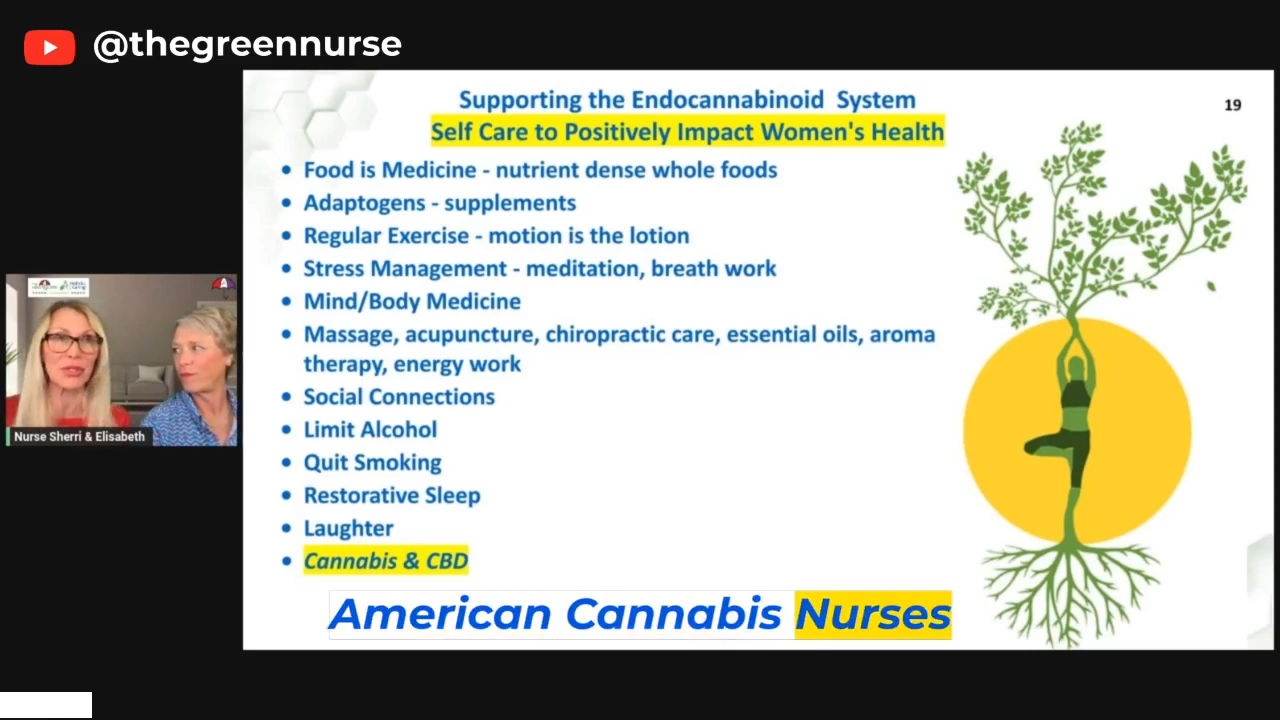 @thegreennurse
Supporting the Endocannabinoid System
19
Self Care to Positively Impact Women's Health
• Food is Medicine - nutrient dense whole foods
• Adaptogens - supplements
• Regular Exercise - motion is the lotion
• Stress Management - meditation, breath work
• Mind/Body Medicine
• Massage, acupuncture, chiropractic care, essential oils, aroma
therapy, energy work
• Social Connections
• Limit Alcohol
• Quit Smoking
• Restorative Sleep
• Laughter
• Cannabis & CBD
American Cannabis Nurses
Nurse Sherri & Elisabeth